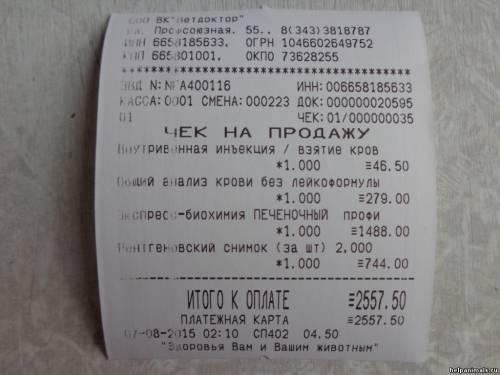 ООО ВК"Ветдоктор"
ул. Профсоюзная. 55., 8(343)3818787
ИНН 6658185633, ОГРН 1046602649752
КПП 665801001, ОКПО 73628255
************************************
ЗВД N: ИНН:006658185633
КАССА:0001 СМЕНА:000223 ДОК:000000020595
01 ЧЕК:01/000000035
ЧЕК НА ПРОДАЖУ
Внутривенная инъекция / взятие кров
*1.000 ≡46.50
Общий анализ крови без лейкоформулы
*1.000 ≡279.00
Экспресс-биохимия ПЕЧЕНОЧНЫЙ профи
*1.000 ≡1488.00
Рентгеновский снимок (за шт) 2,000
*1.000 ≡744.00
ИТОГО К ОПЛАТЕ ≡2557.50
ПЛАТЕЖНАЯ КАРТА ≡2557.50
07-08-2015 02:10 СП402 04.50
"Здоровья Вам и Вашим животным"
helpanimals.ru